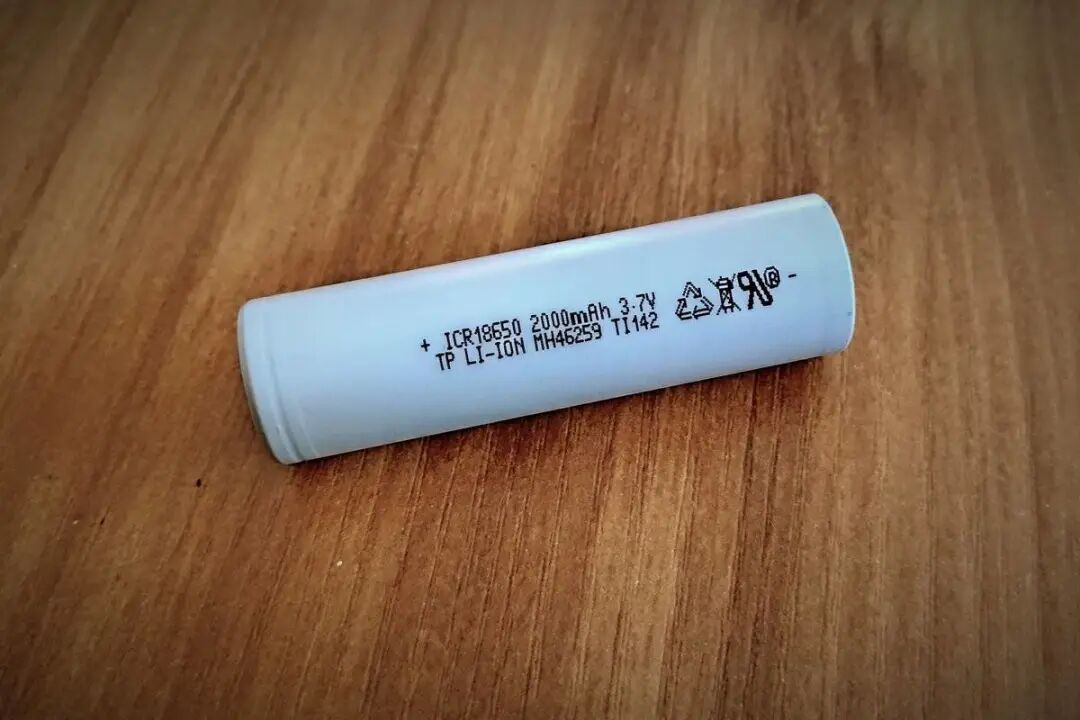 + ICR18650 2000mAh 3.7V -
TP LI-ION MH46259 TI142